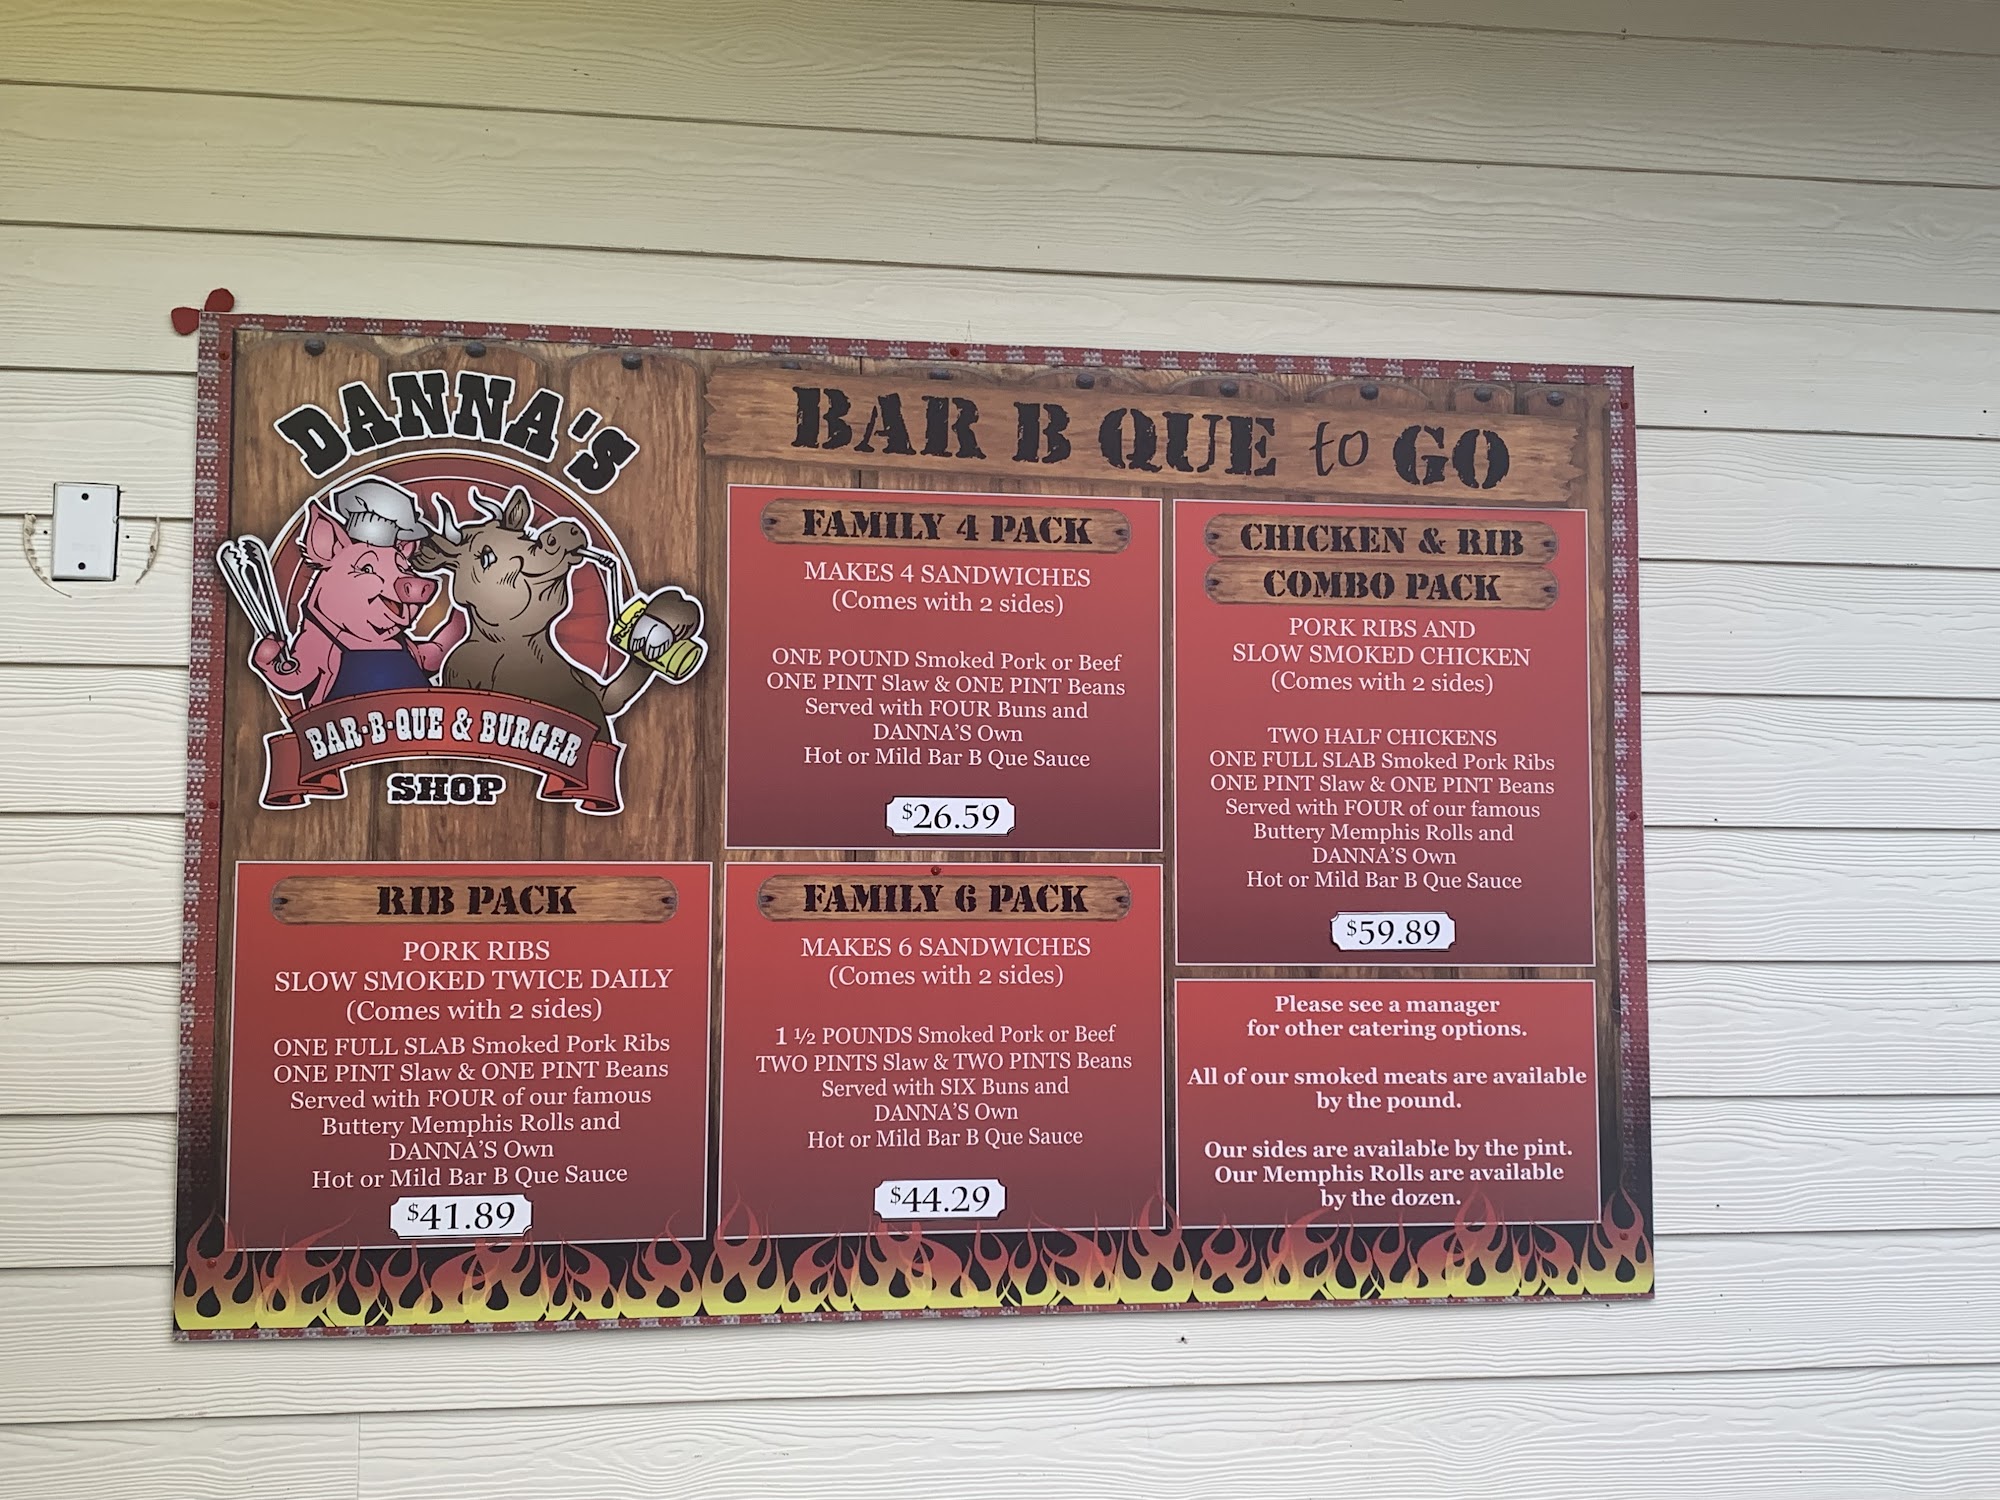 DANNA'S
BAR-B-QUE & BURGER
SHOP
BAR B QUE to GO
RIB PACK
PORK RIBS
SLOW SMOKED TWICE DAILY
(Comes with 2 sides)
ONE FULL SLAB Smoked Pork Ribs
ONE PINT Slaw & ONE PINT Beans
Served with FOUR of our famous
Buttery Memphis Rolls and
DANNA'S Own
Hot or Mild Bar B Que Sauce
$41.89
FAMILY 4 PACK
MAKES 4 SANDWICHES
(Comes with 2 sides)
ONE POUND Smoked Pork or Beef
ONE PINT Slaw & ONE PINT Beans
Served with FOUR Buns and
DANNA'S Own
Hot or Mild Bar B Que Sauce
$26.59
FAMILY 6 PACK
MAKES 6 SANDWICHES
(Comes with 2 sides)
1 ½ POUNDS Smoked Pork or Beef
TWO PINTS Slaw & TWO PINTS Beans
Served with SIX Buns and
DANNA'S Own
Hot or Mild Bar B Que Sauce
$44.29
CHICKEN & RIB
COMBO PACK
PORK RIBS AND
SLOW SMOKED CHICKEN
(Comes with 2 sides)
TWO HALF CHICKENS
ONE FULL SLAB Smoked Pork Ribs
ONE PINT Slaw & ONE PINT Beans
Served with FOUR of our famous
Buttery Memphis Rolls and
DANNA'S Own
Hot or Mild Bar B Que Sauce
$59.89
Please see a manager
for other catering options.
All of our smoked meats are available
by the pound.
Our sides are available by the pint.
Our Memphis Rolls are available
by the dozen.